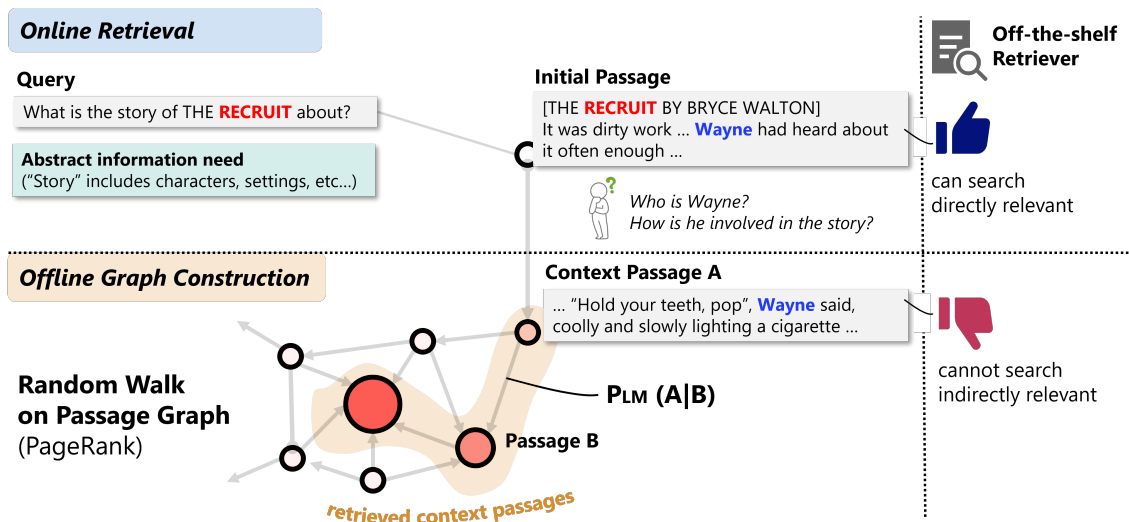 Online Retrieval
Query
What is the story of THE RECRUIT about?
Abstract information need
(“Story” includes characters, settings, etc...)
Initial Passage
[THE RECRUIT BY BRYCE WALTON]
It was dirty work ... Wayne had heard about
it often enough ...
?
Who is Wayne?
How is he involved in the story?
Off-the-shelf
Retriever
can search
directly relevant
Offline Graph Construction
Context Passage A
... “Hold your teeth, pop”, Wayne said,
coolly and slowly lighting a cigarette ...
cannot search
indirectly relevant
Random Walk
on Passage Graph
(PageRank)
PLM (A|B)
Passage B
retrieved context passages